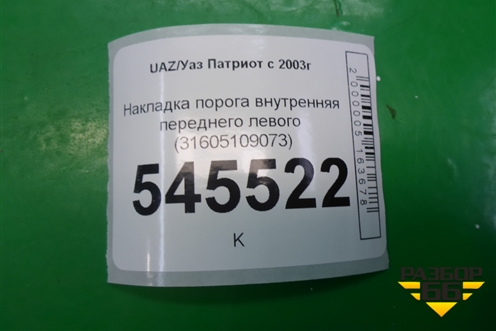 UAZ/Уаз Патриот с 2003г
Накладка порога внутренняя
переднего левого
(31605109073)
545522
К
2000005163678
РАЗБОР
66